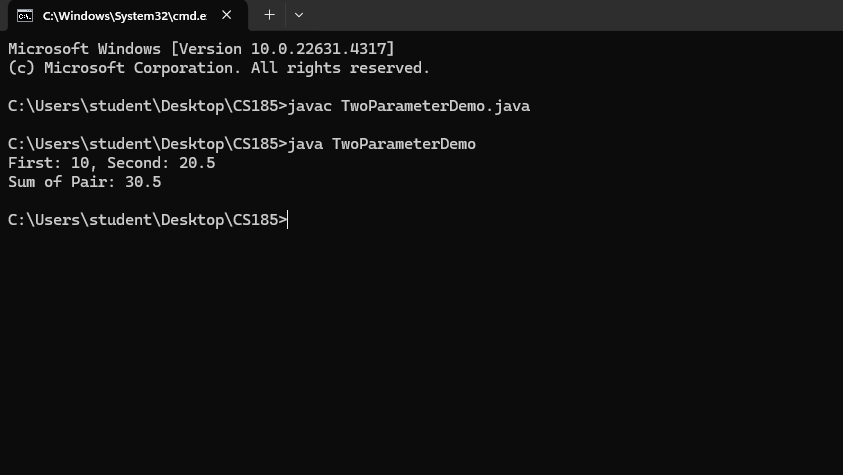 C:\Windows\System32\cmd.e
Microsoft Windows [Version 10.0.22631.4317]
(c) Microsoft Corporation. All rights reserved.
C:\Users\student\Desktop\CS185>javac TwoParameterDemo.java
C:\Users\student\Desktop\CS185>java TwoParameterDemo
First: 10, Second: 20.5
Sum of Pair: 30.5
C:\Users\student\Desktop\CS185>